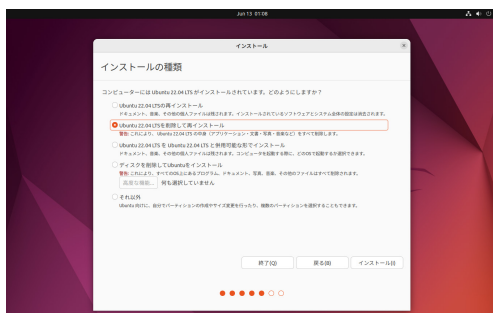 Jun 13 01:08
インストール
インストールの種類
コンピューターには Ubuntu 22.04 LTS がインストールされています。どのようにしますか？
Ubuntu 22.04 LTSの再インストール
ドキュメント、音楽、その他の個人ファイルは残されます。インストールされているソフトウェアとシステム全体の設定は消去されます。
Ubuntu 22.04 LTSを削除して再インストール
警告: これにより、Ubuntu 22.04 LTS の中身（アプリケーション・文書・写真・音楽など）をすべて削除します。
Ubuntu 22.04 LTS を Ubuntu 22.04 LTS と併用可能な形でインストール
ドキュメント、音楽、その他の個人ファイルは残されます。コンピュータを起動する際に、どのOSで起動するか選択できます。
ディスクを削除してUbuntuをインストール
警告: これにより、すべてのOS上にあるプログラム、ドキュメント、写真、音楽、その他のファイルはすべて削除されます。
高度な機能... 何も選択していません
それ以外
Ubuntu 向けに、自分でパーティションの作成やサイズ変更を行ったり、複数のパーティションを選択することもできます。
終了(Q) 戻る(B) インストール(I)